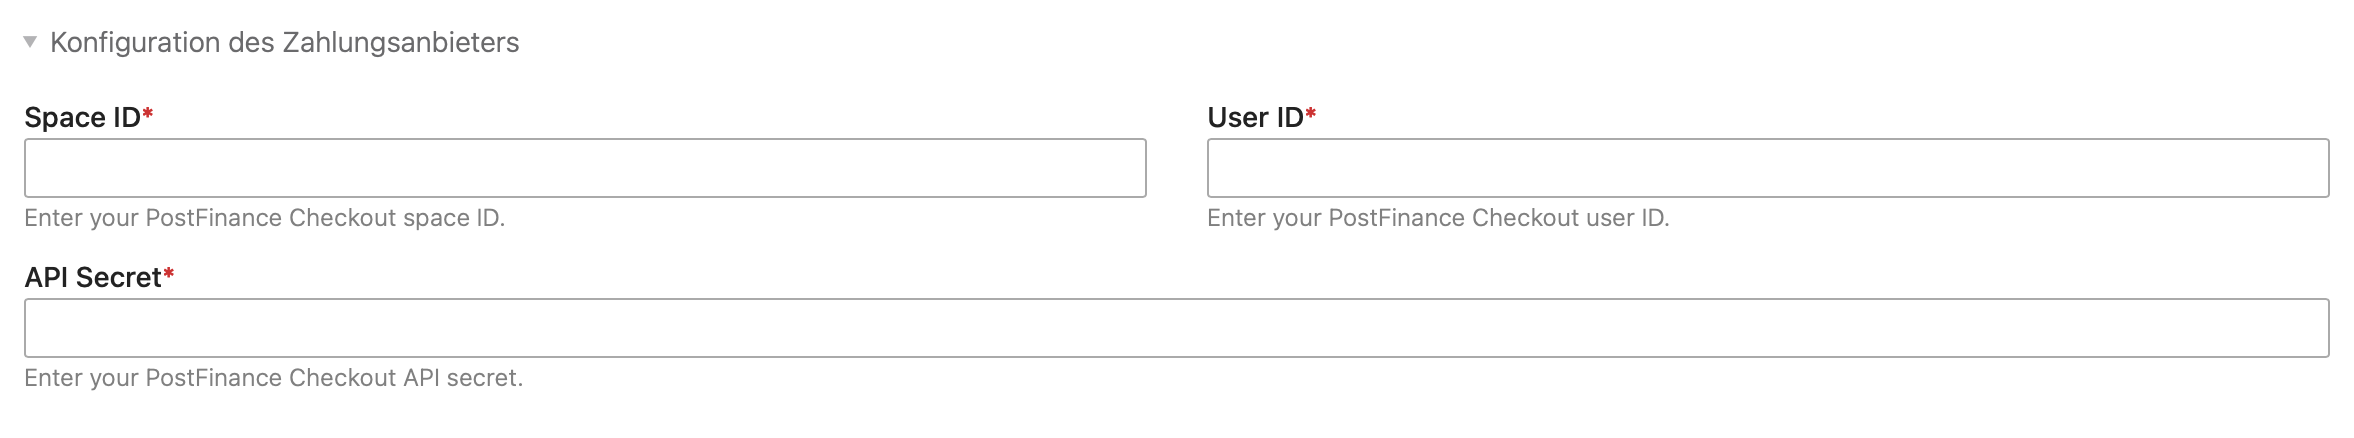 Konfiguration des Zahlungsanbieters
Space ID*
User ID*
Enter your PostFinance Checkout space ID.
Enter your PostFinance Checkout user ID.
API Secret*
Enter your PostFinance Checkout API secret.